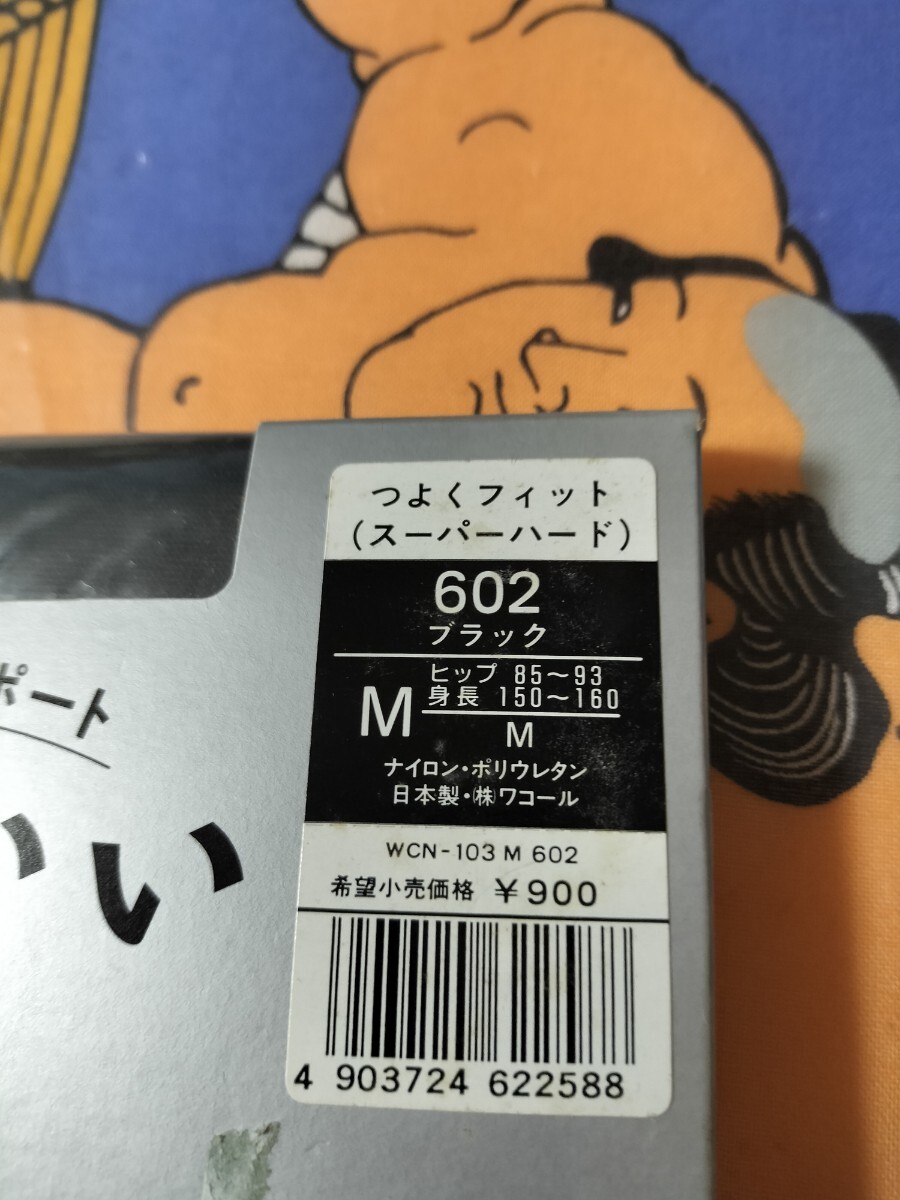 つよくフィット
(スーパーハード)
602
ブラック
M
ヒップ 85〜93
身長 150〜160
M
ナイロン・ポリウレタン
日本製・㈱ワコール
WCN-103 M 602
希望小売価格 ¥900
4 903724 622588
ポート
い